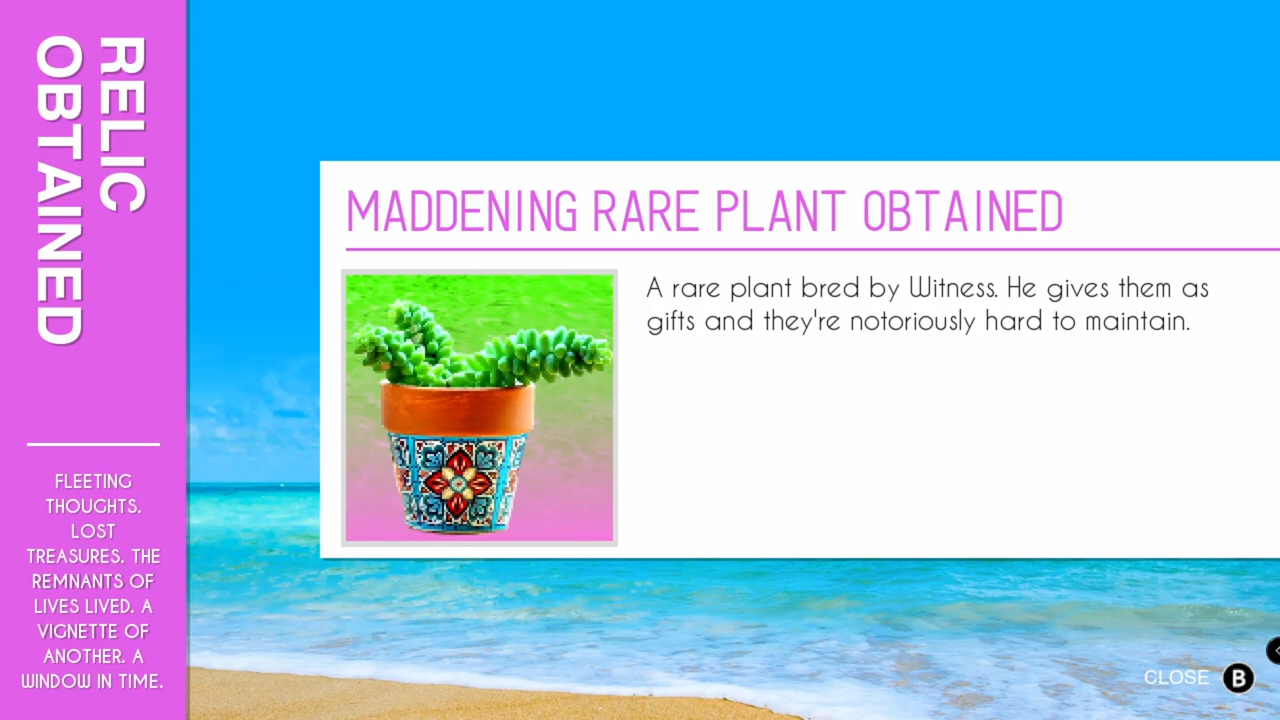 RELIC
OBTAINED
FLEETING
THOUGHTS.
LOST
TREASURES. THE
REMNANTS OF
LIVES LIVED. A
VIGNETTE OF
ANOTHER. A
WINDOW IN TIME.
MADDENING RARE PLANT OBTAINED
A rare plant bred by Witness. He gives them as
gifts and they're notoriously hard to maintain.
CLOSE B